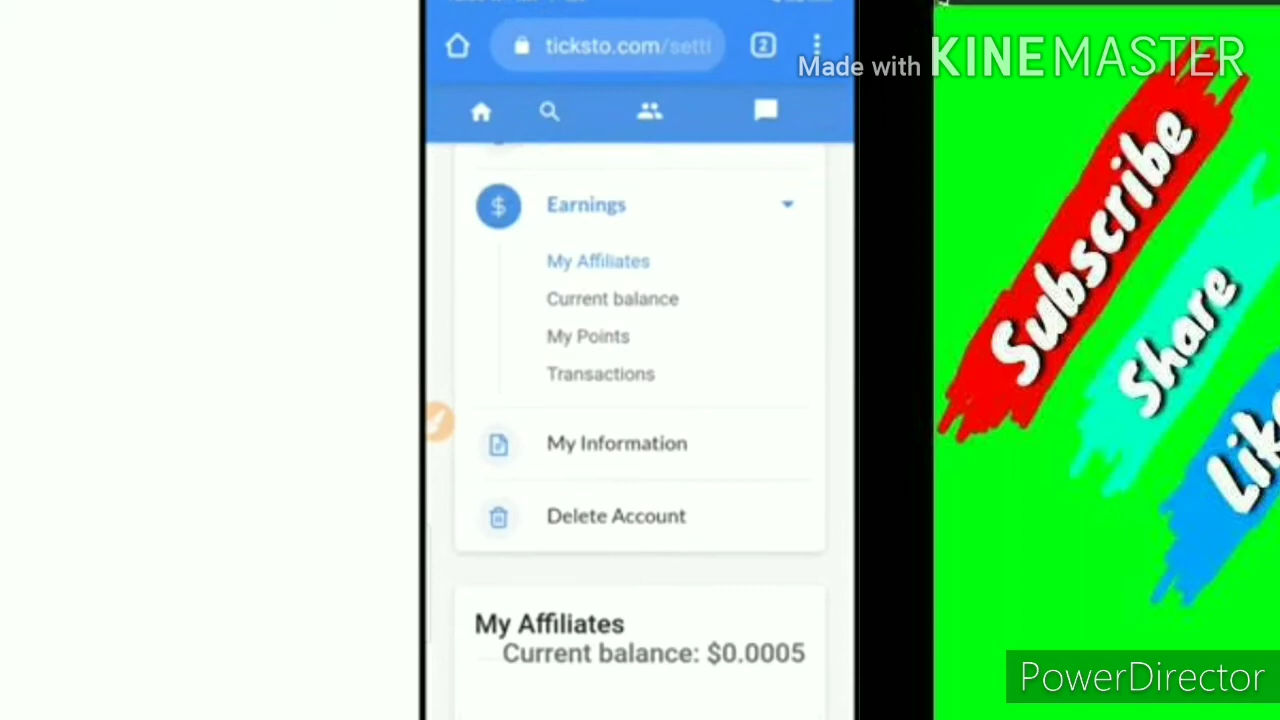 ticksto.com/setti
2
Made with KINEMASTER
Earnings
My Affiliates
Current balance
My Points
Transactions
My Information
Delete Account
My Affiliates
Current balance: $0.0005
Subscribe
Share
Like
PowerDirector